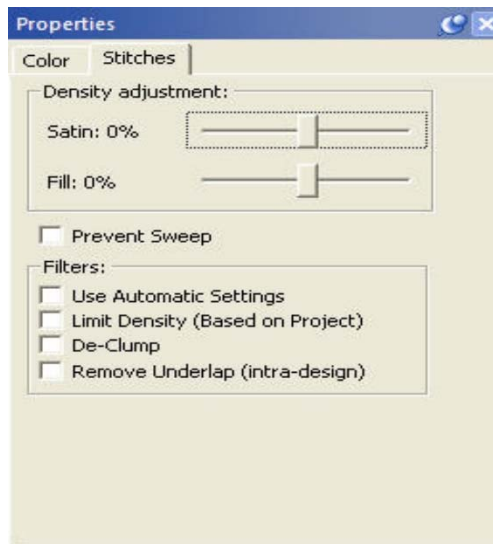 Properties
Color Stitches
Density adjustment:
Satin: 0%
Fill: 0%
Prevent Sweep
Filters:
Use Automatic Settings
Limit Density (Based on Project)
De-Clump
Remove Underlap (intra-design)